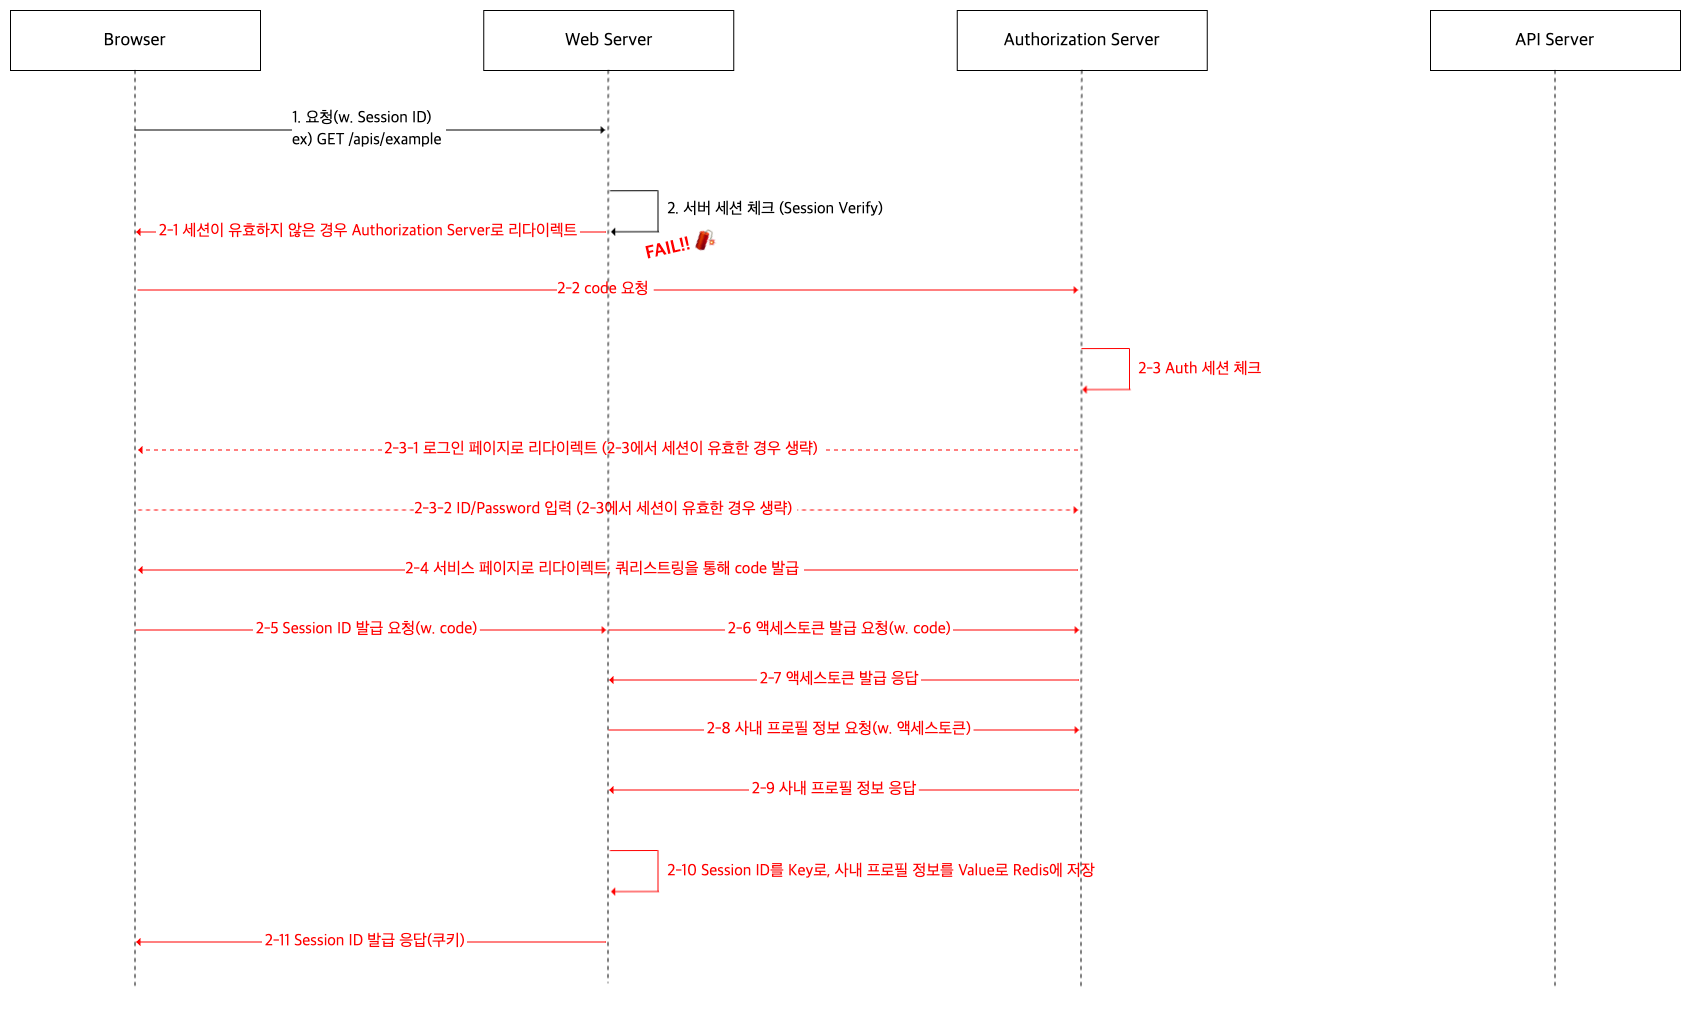 Browser
Web Server
Authorization Server
API Server
1. 요청(w. Session ID)
ex) GET /apis/example
2. 서버 세션 체크 (Session Verify)
2-1 세션이 유효하지 않은 경우 Authorization Server로 리다이렉트
FAIL!!
2-2 code 요청
2-3 Auth 세션 체크
2-3-1 로그인 페이지로 리다이렉트 (2-3에서 세션이 유효한 경우 생략)
2-3-2 ID/Password 입력 (2-3에서 세션이 유효한 경우 생략)
2-4 서비스 페이지로 리다이렉트, 쿼리스트링을 통해 code 발급
2-5 Session ID 발급 요청(w. code)
2-6 액세스토큰 발급 요청(w. code)
2-7 액세스토큰 발급 응답
2-8 사내 프로필 정보 요청(w. 액세스토큰)
2-9 사내 프로필 정보 응답
2-10 Session ID를 Key로, 사내 프로필 정보를 Value로 Redis에 저장
2-11 Session ID 발급 응답(쿠키)